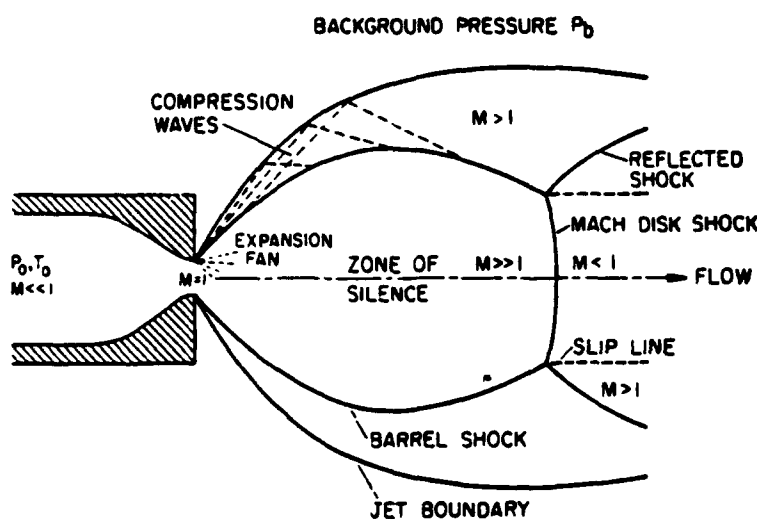 BACKGROUND PRESSURE Pb
COMPRESSION
WAVES
M>1
REFLECTED
SHOCK
MACH DISK SHOCK
EXPANSION
FAN
P0,T0
M<<1
M=1
ZONE OF
SILENCE
M>>1
M<1
FLOW
SLIP LINE
M>1
BARREL SHOCK
JET BOUNDARY